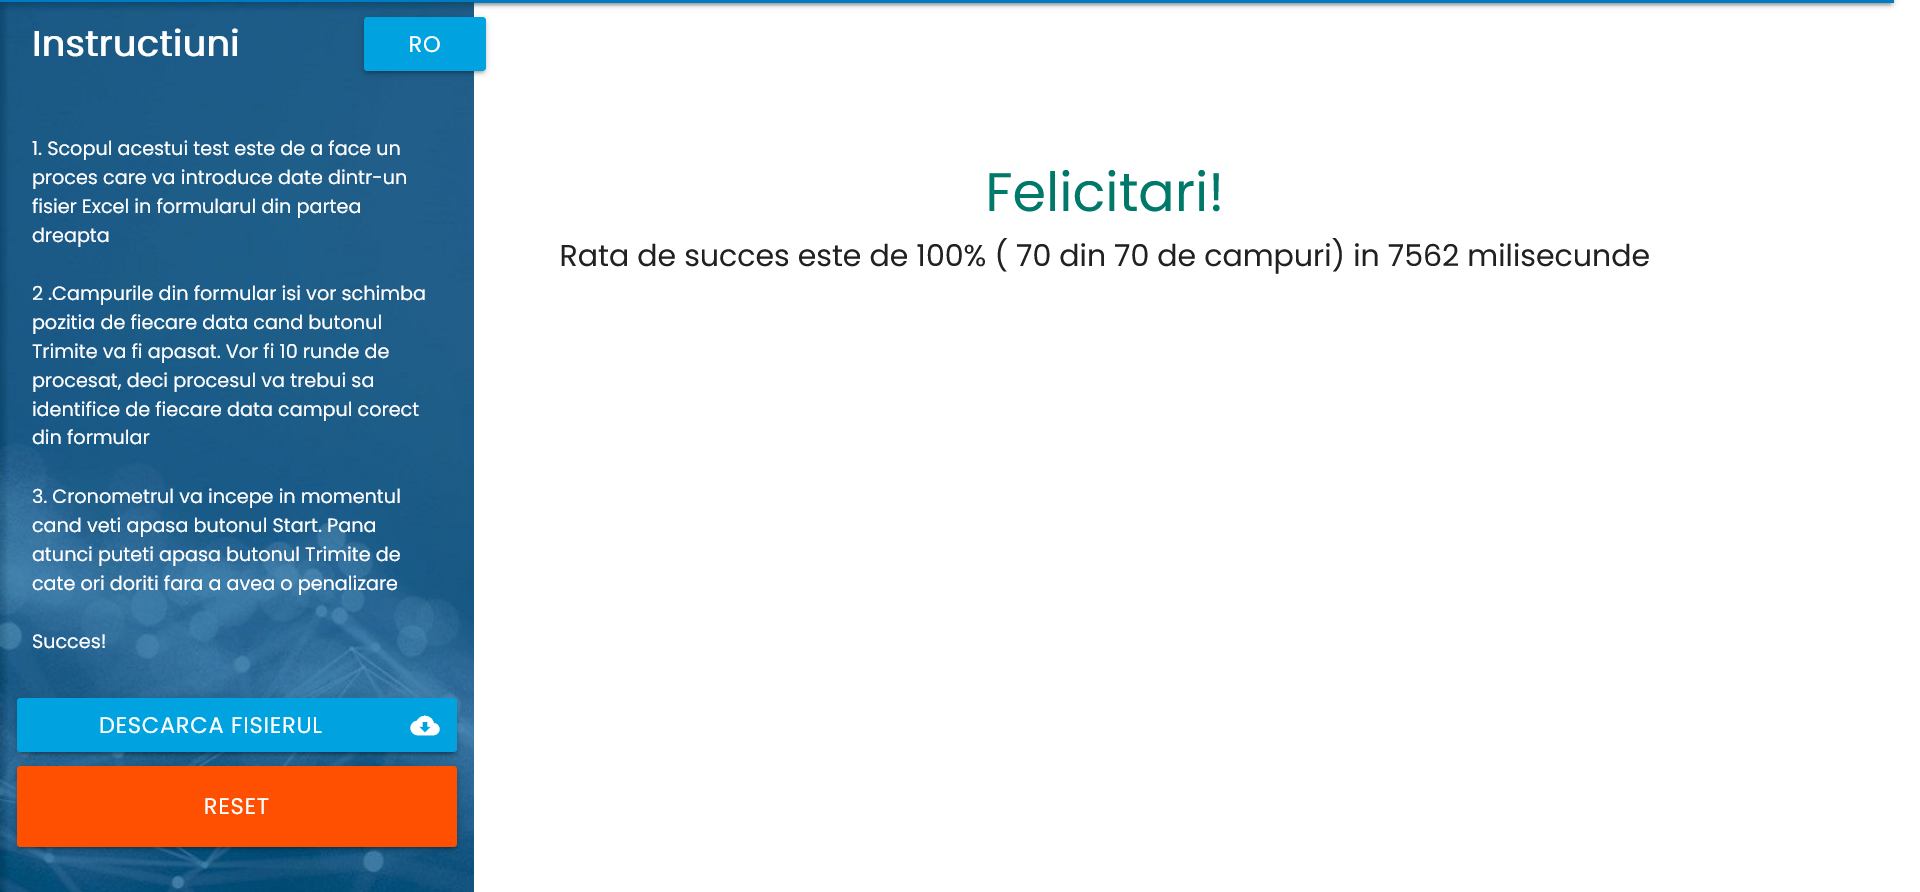 Instructiuni
RO
1. Scopul acestui test este de a face un
proces care va introduce date dintr-un
fisier Excel in formularul din partea
dreapta
2 .Campurile din formular isi vor schimba
pozitia de fiecare data cand butonul
Trimite va fi apasat. Vor fi 10 runde de
procesat, deci procesul va trebui sa
identifice de fiecare data campul corect
din formular
3. Cronometrul va incepe in momentul
cand veti apasa butonul Start. Pana
atunci puteti apasa butonul Trimite de
cate ori doriti fara a avea o penalizare
Succes!
DESCARCA FISIERUL
RESET
Felicitari!
Rata de succes este de 100% ( 70 din 70 de campuri) in 7562 milisecunde